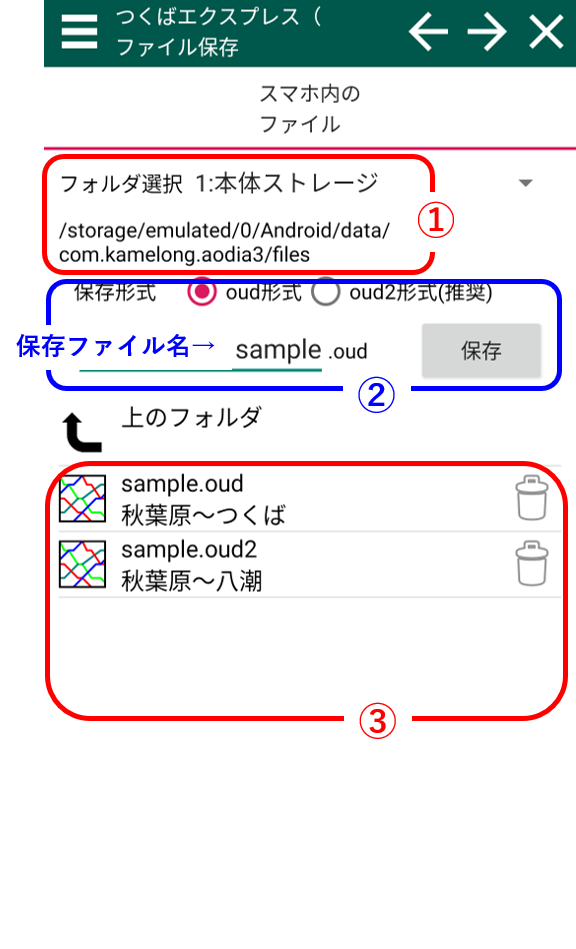 つくばエクスプレス（
ファイル保存
スマホ内の
ファイル
フォルダ選択 1:本体ストレージ
①
/storage/emulated/0/Android/data/
com.kamelong.aodia3/files
保存形式 oud形式 oud2形式(推奨)
保存ファイル名→ sample .oud 保存
②
上のフォルダ
sample.oud
秋葉原～つくば
sample.oud2
秋葉原～八潮
③